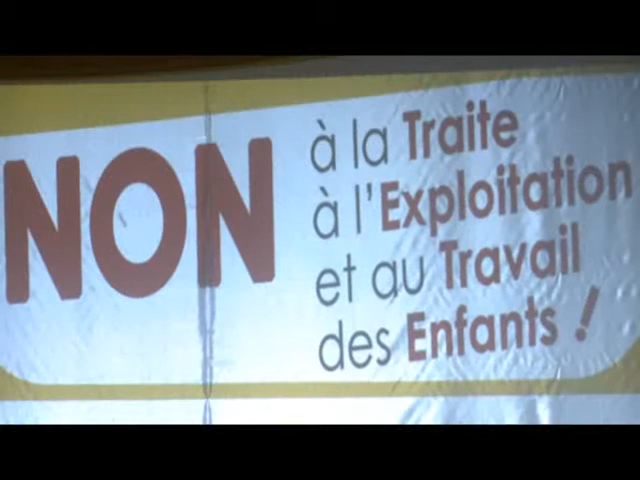 NON
à la Traite
à l'Exploitation
et au Travail
des Enfants !